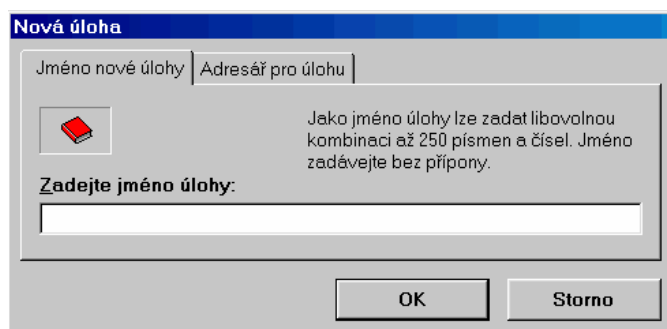 Nová úloha
Jméno nové úlohy
Adresář pro úlohu
Jako jméno úlohy lze zadat libovolnou
kombinaci až 250 písmen a čísel. Jméno
zadávejte bez přípony.
Zadejte jméno úlohy:
OK
Storno